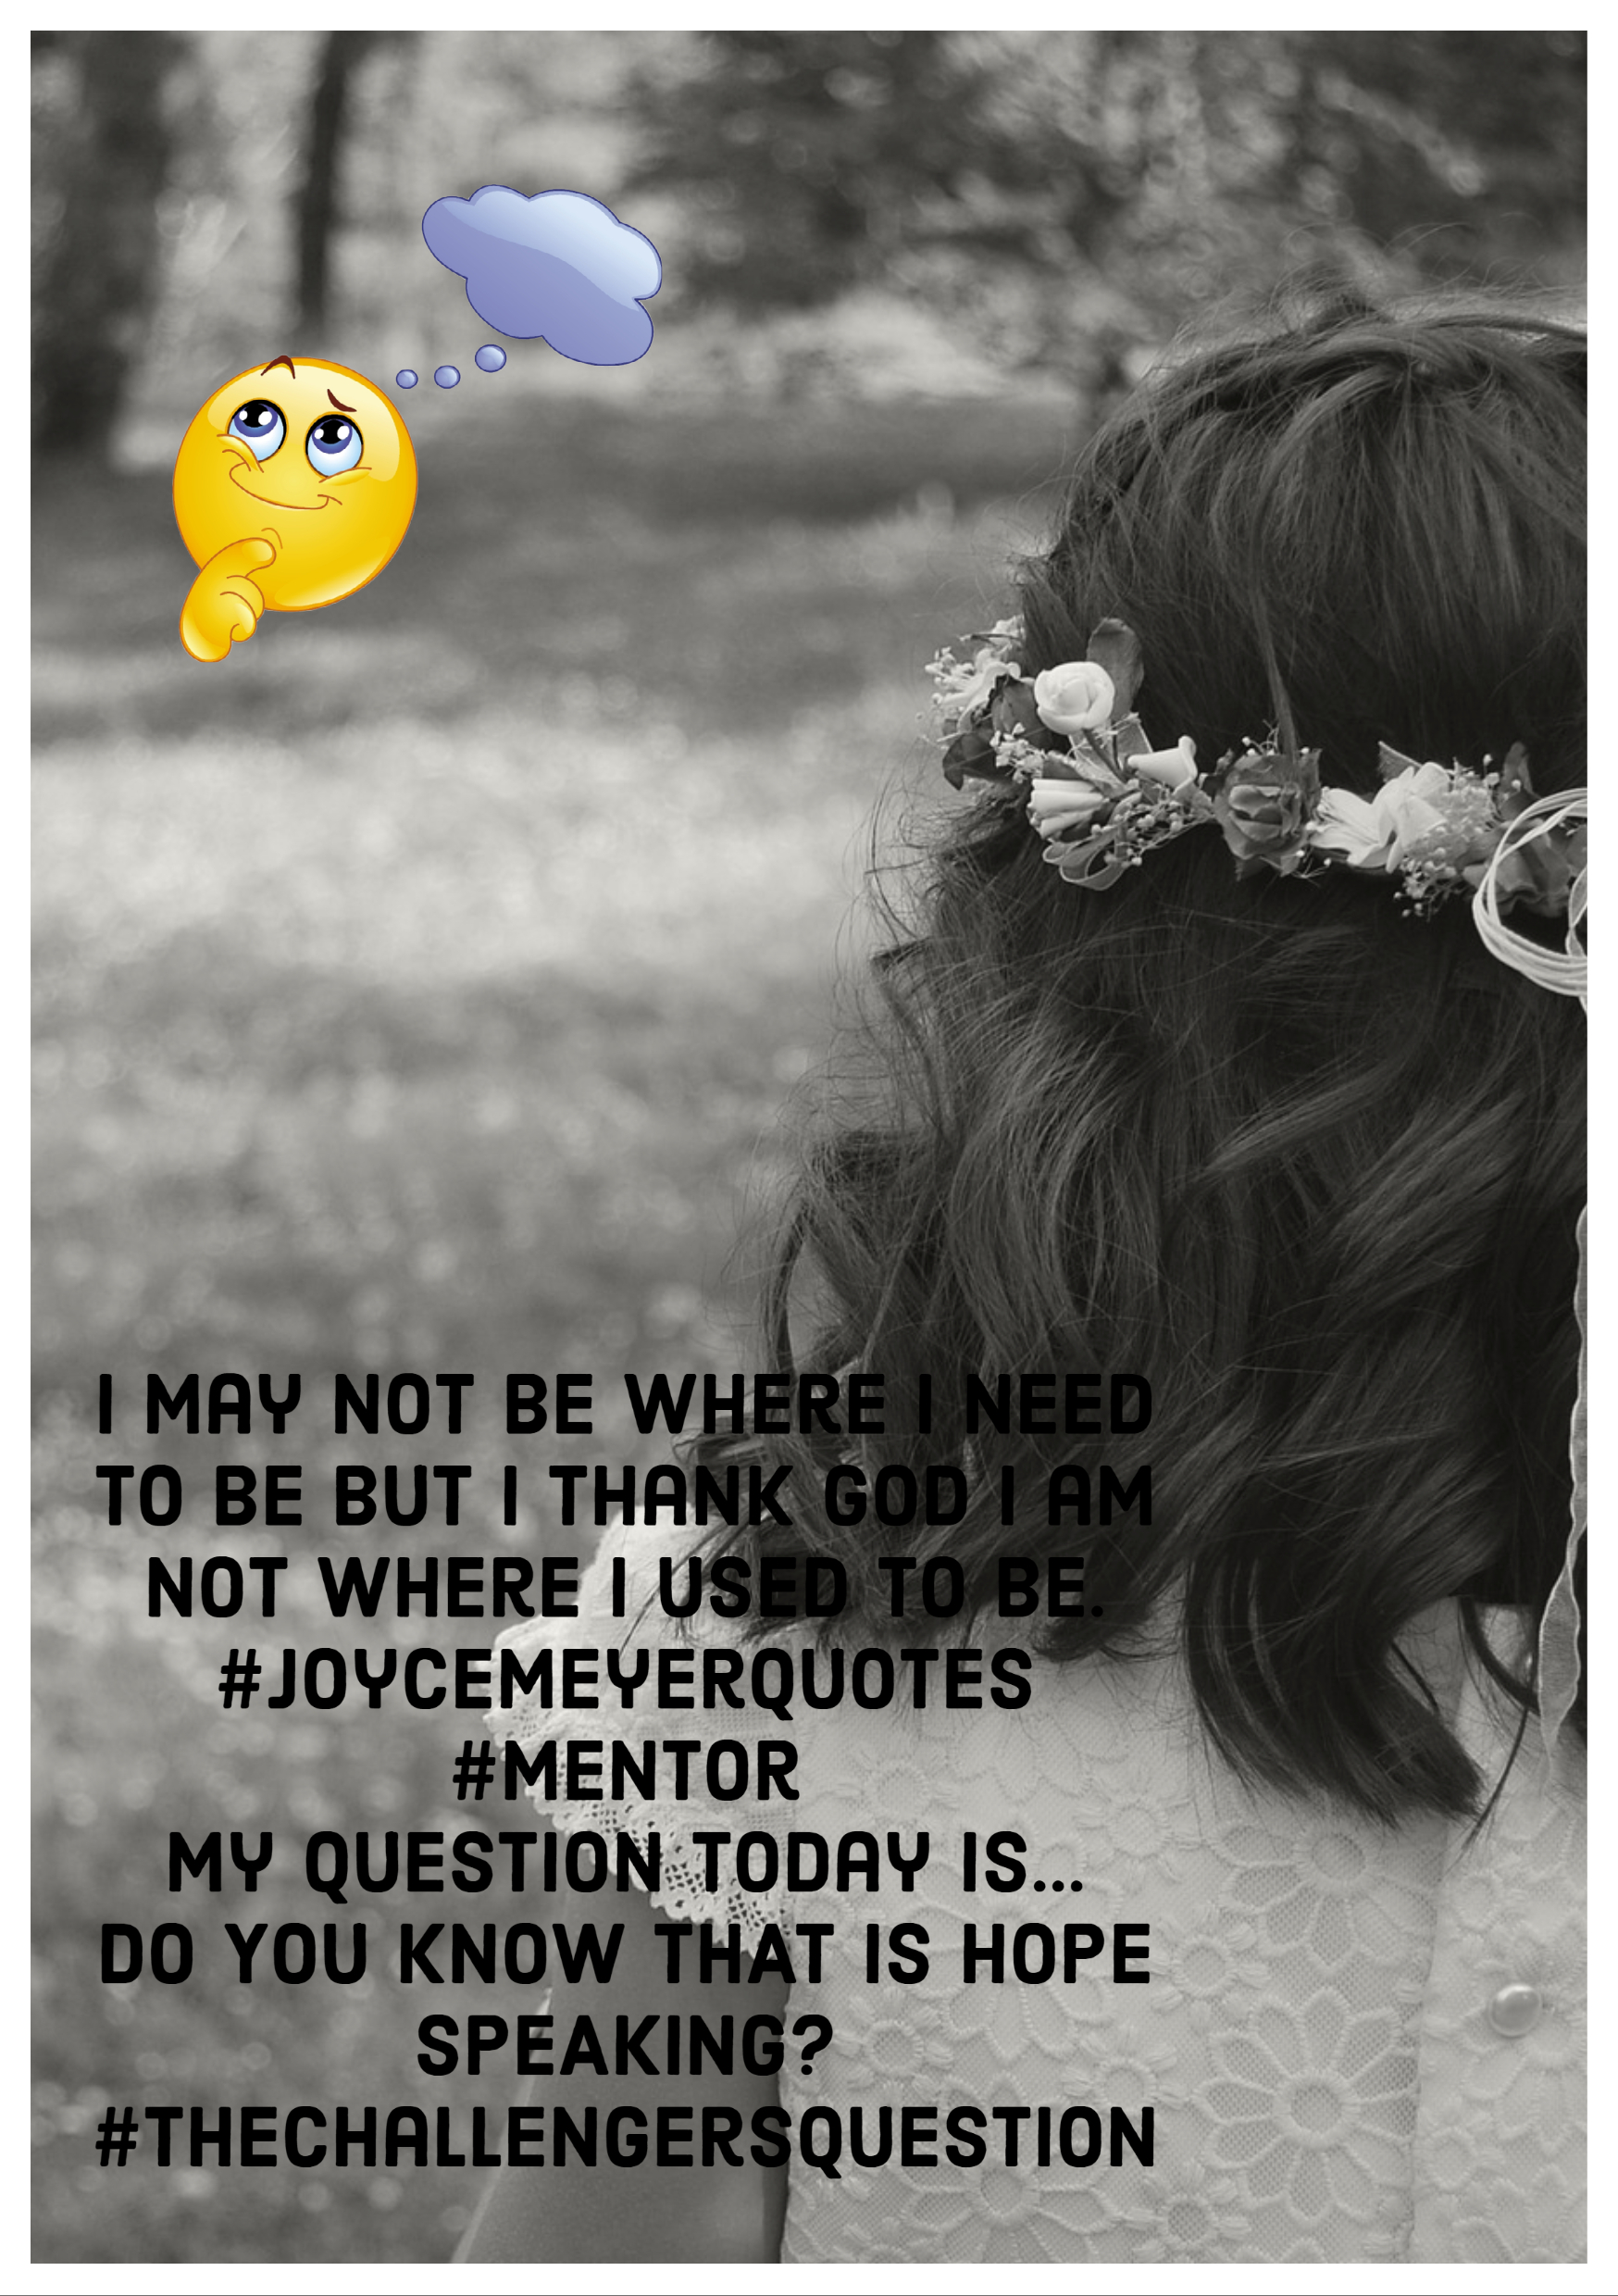 I MAY NOT BE WHERE I NEED
TO BE BUT I THANK GOD I AM
NOT WHERE I USED TO BE.
#JOYCEMEYERQUOTES
#MENTOR
MY QUESTION TODAY IS...
DO YOU KNOW THAT IS HOPE
SPEAKING?
#THECHALLENGERSQUESTION